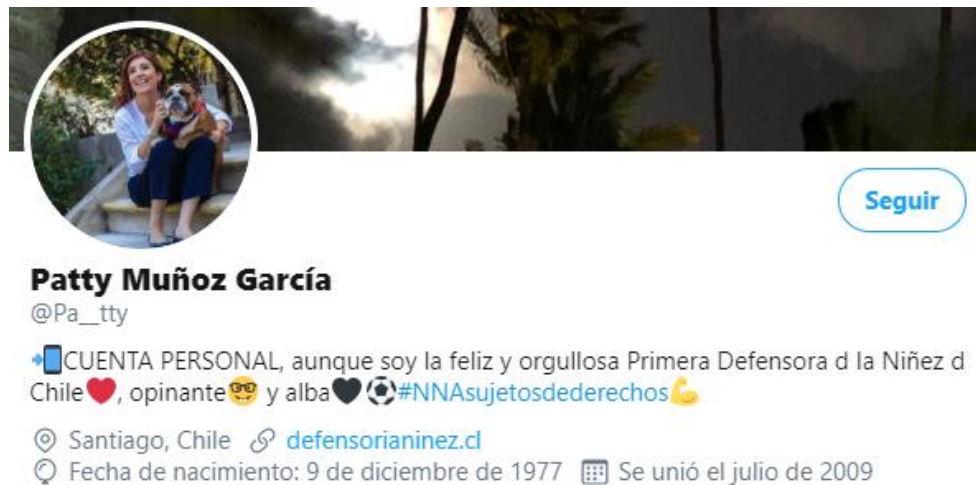 Seguir
Patty Muñoz García
@Pa__tty
📲CUENTA PERSONAL, aunque soy la feliz y orgullosa Primera Defensora d la Niñez d
Chile❤️, opinante🤓 y alba🖤⚽#NNAsujetosdederechos💪
Santiago, Chile defensorianinez.cl
Fecha de nacimiento: 9 de diciembre de 1977 Se unió el julio de 2009